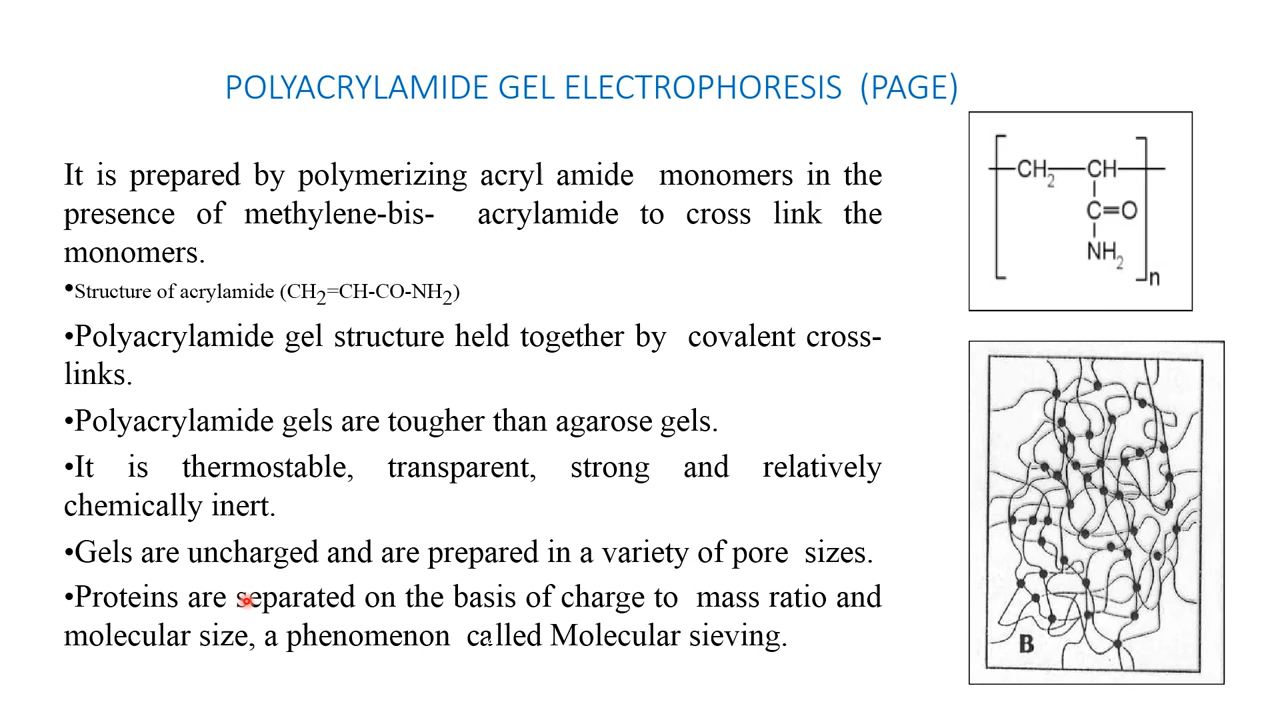 POLYACRYLAMIDE GEL ELECTROPHORESIS (PAGE)
It is prepared by polymerizing acryl amide monomers in the
presence of methylene-bis- acrylamide to cross link the
monomers.
•Structure of acrylamide (CH2=CH-CO-NH2)
•Polyacrylamide gel structure held together by covalent cross-
links.
•Polyacrylamide gels are tougher than agarose gels.
•It is thermostable, transparent, strong and relatively
chemically inert.
•Gels are uncharged and are prepared in a variety of pore sizes.
•Proteins are separated on the basis of charge to mass ratio and
molecular size, a phenomenon called Molecular sieving.
CH2 CH
C=O
NH2
n
B